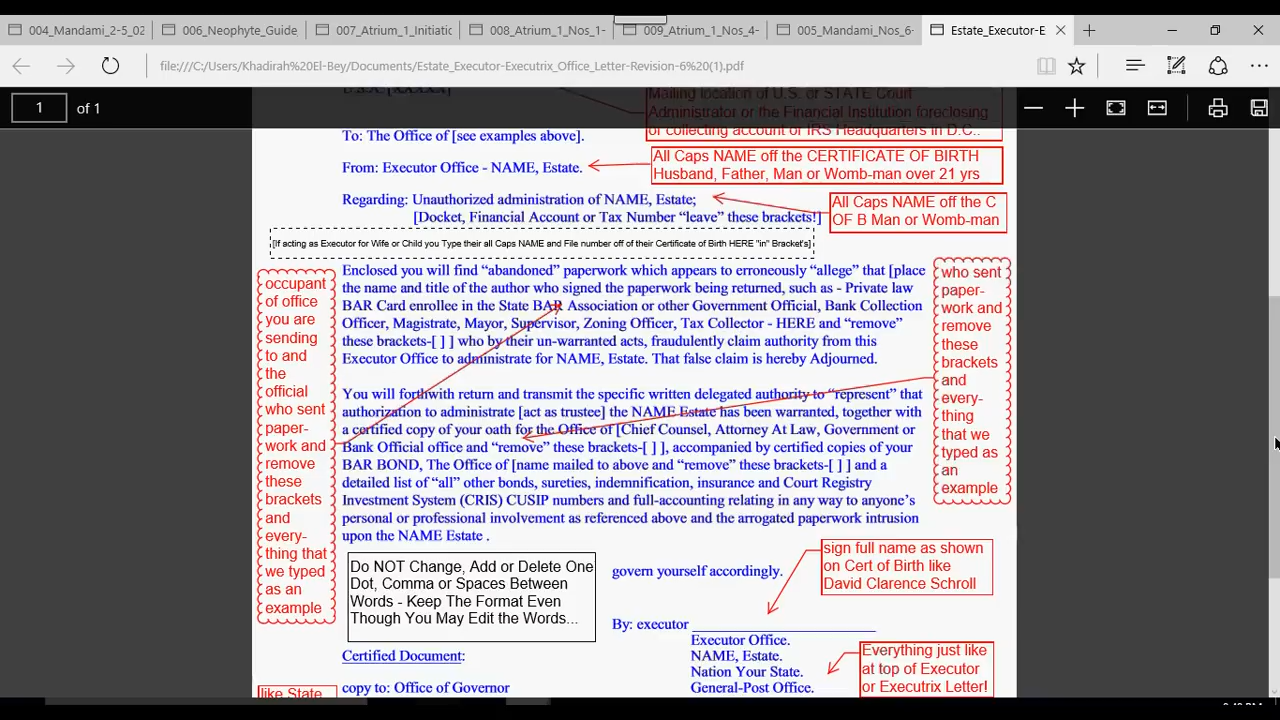 004_Mandami_2-5_02
006_Neophyte_Guide
007_Atrium_1_Initiatio
008_Atrium_1_Nos_1-
009_Atrium_1_Nos_4-
005_Mandami_Nos_6-
Estate_Executor-E
file:///C:/Users/Khadirah%20El-Bey/Documents/Estate_Executor-Executrix_Office_Letter-Revision-6%20(1).pdf
1 of 1
U.S.A. [XXXXX]
Mailing location of U.S. or STATE Court
Administrator or the Financial Institution foreclosing
or collecting account or IRS Headquarters in D.C..
To: The Office of [see examples above].
From: Executor Office - NAME, Estate.
All Caps NAME off the CERTIFICATE OF BIRTH
Husband, Father, Man or Womb-man over 21 yrs
Regarding: Unauthorized administration of NAME, Estate;
[Docket, Financial Account or Tax Number “leave” these brackets!]
All Caps NAME off the C
OF B Man or Womb-man
[If acting as Executor for Wife or Child you Type their all Caps NAME and File number off of their Certificate of Birth HERE "in" Bracket's]
occupant
of office
you are
sending
to and
the
official
who sent
paper-
work and
remove
these
brackets
and
every-
thing that
we typed
as an
example
Enclosed you will find “abandoned” paperwork which appears to erroneously “allege” that [place
the name and title of the author who signed the paperwork being returned, such as - Private law
BAR Card enrollee in the State BAR Association or other Government Official, Bank Collection
Officer, Magistrate, Mayor, Supervisor, Zoning Officer, Tax Collector - HERE and “remove”
these brackets-[ ] ] who by their un-warranted acts, fraudulently claim authority from this
Executor Office to administrate for NAME, Estate. That false claim is hereby Adjourned.
You will forthwith return and transmit the specific written delegated authority to “represent” that
authorization to administrate [act as trustee] the NAME Estate has been warranted, together with
a certified copy of your oath for the Office of [Chief Counsel, Attorney At Law, Government or
Bank Official office and “remove” these brackets-[ ] ], accompanied by certified copies of your
BAR BOND, The Office of [name mailed to above and “remove” these brackets-[ ] ] and a
detailed list of “all” other bonds, sureties, indemnification, insurance and Court Registry
Investment System (CRIS) CUSIP numbers and full-accounting relating in any way to anyone’s
personal or professional involvement as referenced above and the arrogated paperwork intrusion
upon the NAME Estate .
who sent
paper-
work and
remove
these
brackets
and
every-
thing
that we
typed as
an
example
Do NOT Change, Add or Delete One
Dot, Comma or Spaces Between
Words - Keep The Format Even
Though You May Edit the Words...
govern yourself accordingly.
sign full name as shown
on Cert of Birth like
David Clarence Schroll
By: executor
Executor Office.
NAME, Estate.
Nation Your State.
General-Post Office.
Everything just like
at top of Executor
or Executrix Letter!
Certified Document:
copy to: Office of Governor
like State